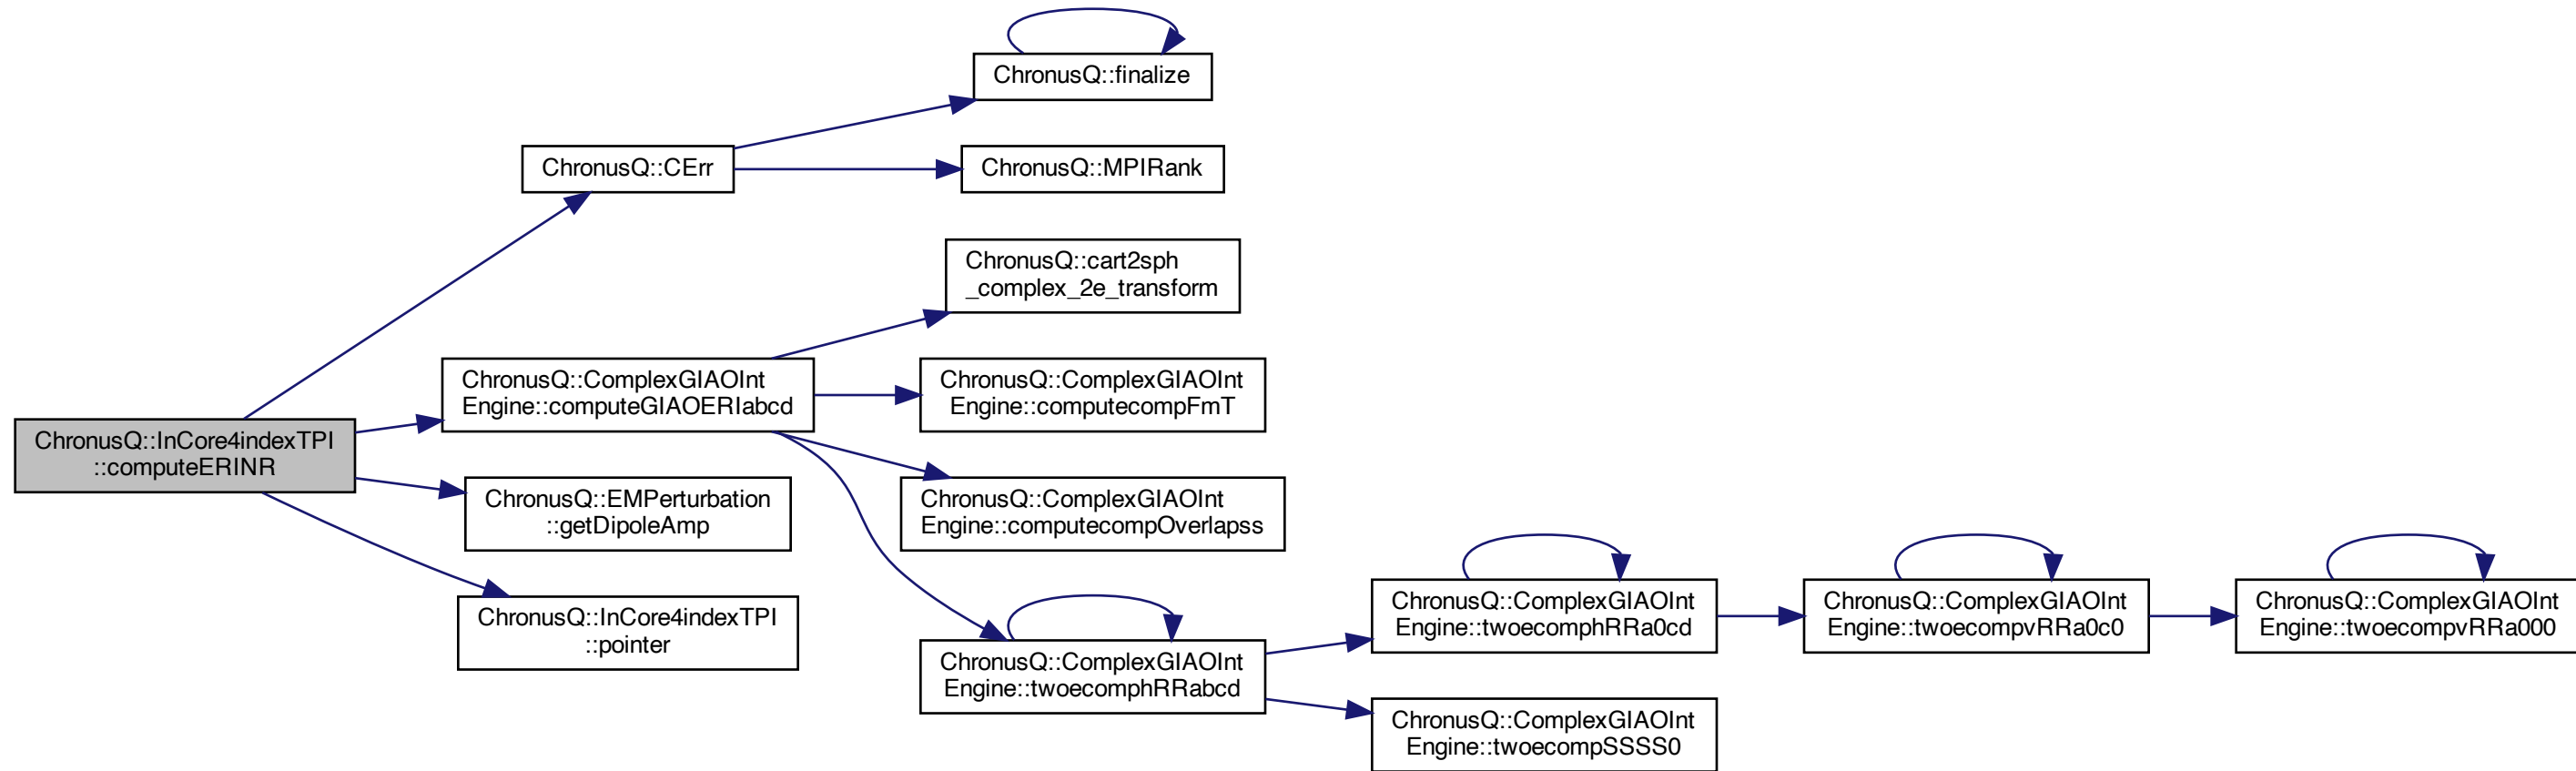 ChronusQ::finalize
ChronusQ::CErr
ChronusQ::MPIRank
ChronusQ::cart2sph
_complex_2e_transform
ChronusQ::ComplexGIAOInt
Engine::computeGIAOERIabcd
ChronusQ::ComplexGIAOInt
Engine::computecompFmT
ChronusQ::InCore4indexTPI
::computeERINR
ChronusQ::EMPerturbation
::getDipoleAmp
ChronusQ::ComplexGIAOInt
Engine::computecompOverlapss
ChronusQ::InCore4indexTPI
::pointer
ChronusQ::ComplexGIAOInt
Engine::twoecomphRRabcd
ChronusQ::ComplexGIAOInt
Engine::twoecomphRRa0cd
ChronusQ::ComplexGIAOInt
Engine::twoecompvRRa0c0
ChronusQ::ComplexGIAOInt
Engine::twoecompvRRa000
ChronusQ::ComplexGIAOInt
Engine::twoecompSSSS0